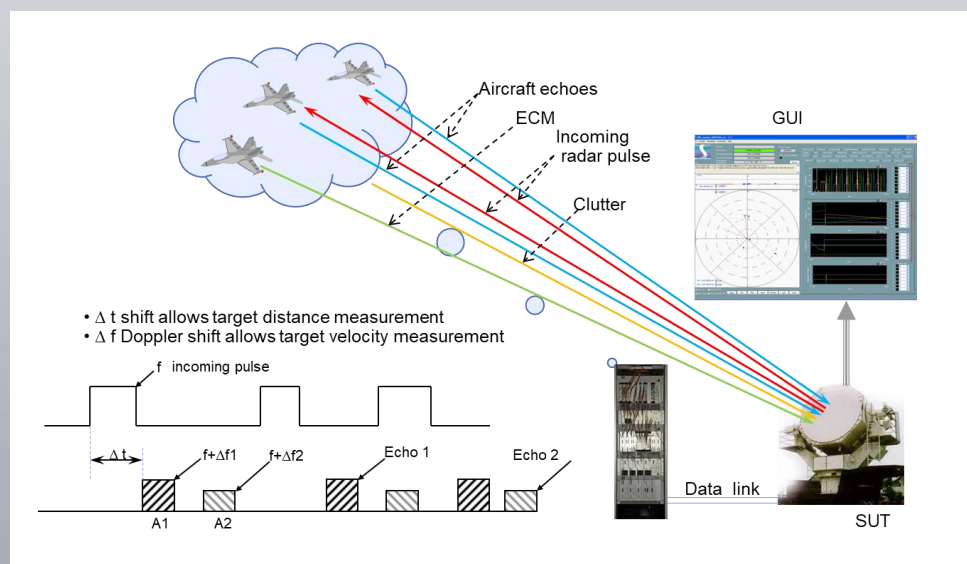 Aircraft echoes
ECM
GUI
Incoming
radar pulse
Clutter
• Δ t shift allows target distance measurement
• Δ f Doppler shift allows target velocity measurement
f incoming pulse
Δ t
f+Δf1
f+Δf2
Echo 1
Echo 2
A1
A2
Data link
SUT